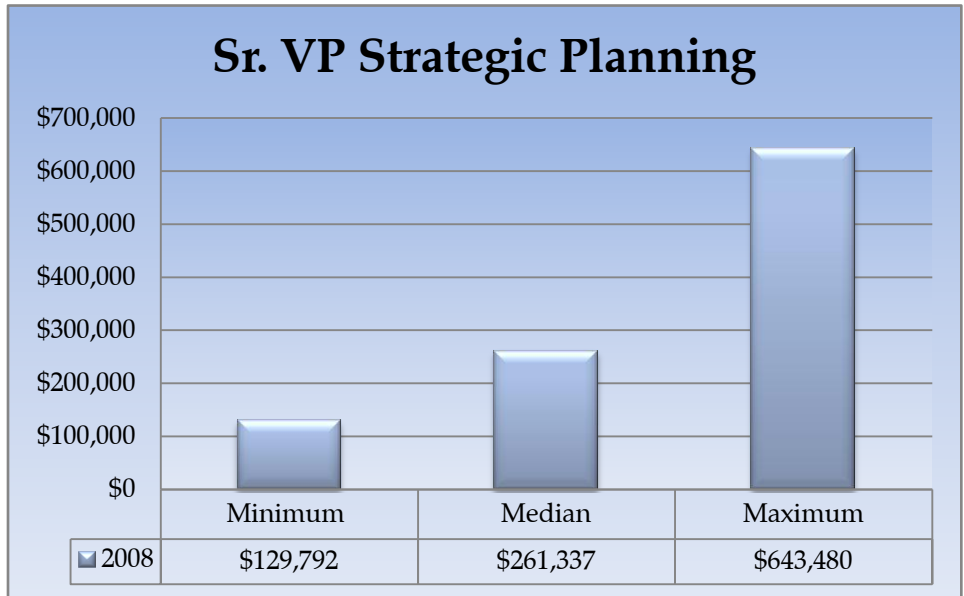 Sr. VP Strategic Planning
$700,000
$600,000
$500,000
$400,000
$300,000
$200,000
$100,000
$0
Minimum Median Maximum
2008 $129,792 $261,337 $643,480